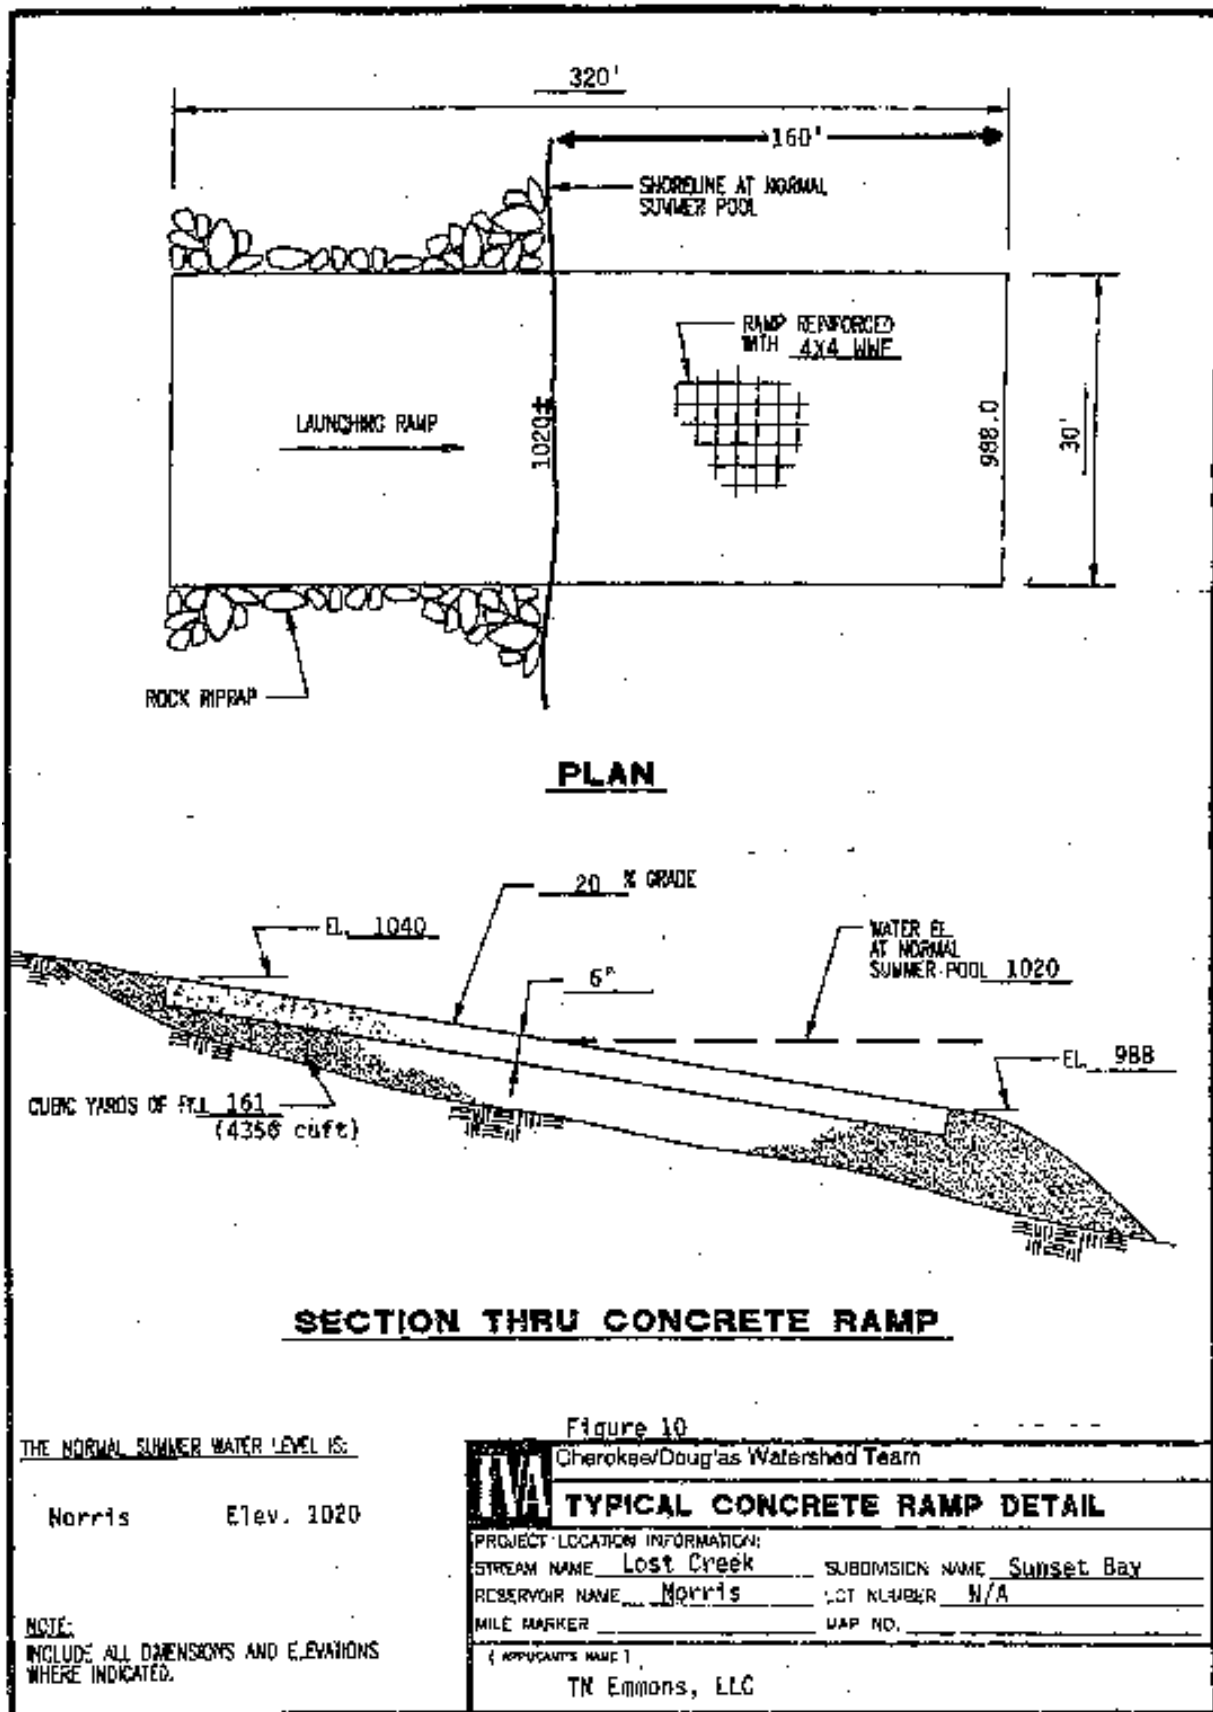 320'
160'
SHORELINE AT NORMAL
SUMMER POOL
RAMP REINFORCED
WITH 4X4 WWF
LAUNCHING RAMP
1020±
988.0
30'
ROCK RIPRAP
PLAN
20 % GRADE
EL. 1040
WATER EL.
AT NORMAL
SUMMER POOL 1020
6"
EL. 988
CUBIC YARDS OF FILL 161
(4356 cuft)
SECTION THRU CONCRETE RAMP
Figure 10
THE NORMAL SUMMER WATER LEVEL IS:
TVA
Cherokee/Douglas Watershed Team
Norris Elev. 1020
TYPICAL CONCRETE RAMP DETAIL
PROJECT LOCATION INFORMATION:
STREAM NAME Lost Creek SUBDIVISION NAME Sunset Bay
RESERVOIR NAME Norris LOT NUMBER N/A
MILE MARKER MAP NO.
NOTE:
INCLUDE ALL DIMENSIONS AND ELEVATIONS
WHERE INDICATED.
( APPLICANTS NAME )
TN Emmons, LLC